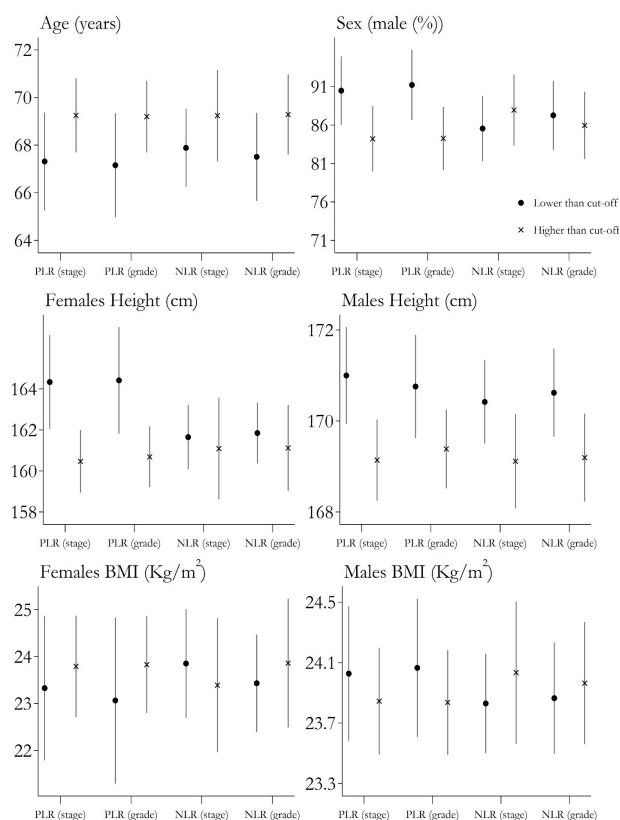 Age (years)
72
70
68
66
64
PLR (stage) PLR (grade) NLR (stage) NLR (grade)
Sex (male (%))
91
86
81
76
71
Lower than cut-off
Higher than cut-off
PLR (stage) PLR (grade) NLR (stage) NLR (grade)
Females Height (cm)
164
162
160
158
PLR (stage) PLR (grade) NLR (stage) NLR (grade)
Males Height (cm)
172
170
168
PLR (stage) PLR (grade) NLR (stage) NLR (grade)
Females BMI (Kg/m²)
25
24
23
22
PLR (stage) PLR (grade) NLR (stage) NLR (grade)
Males BMI (Kg/m²)
24.5
24.1
23.7
23.3
PLR (stage) PLR (grade) NLR (stage) NLR (grade)